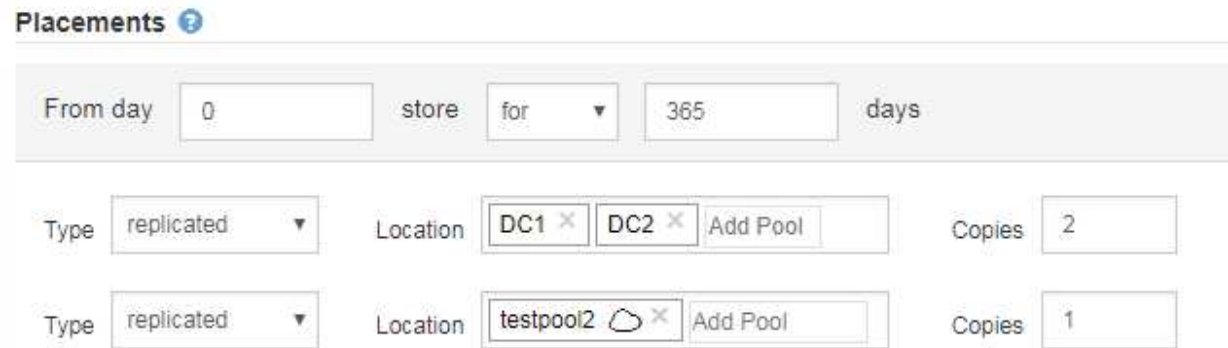 Placements ?
From day 0 store for 365 days
Type replicated Location DC1 × DC2 × Add Pool Copies 2
Type replicated Location testpool2 × Add Pool Copies 1